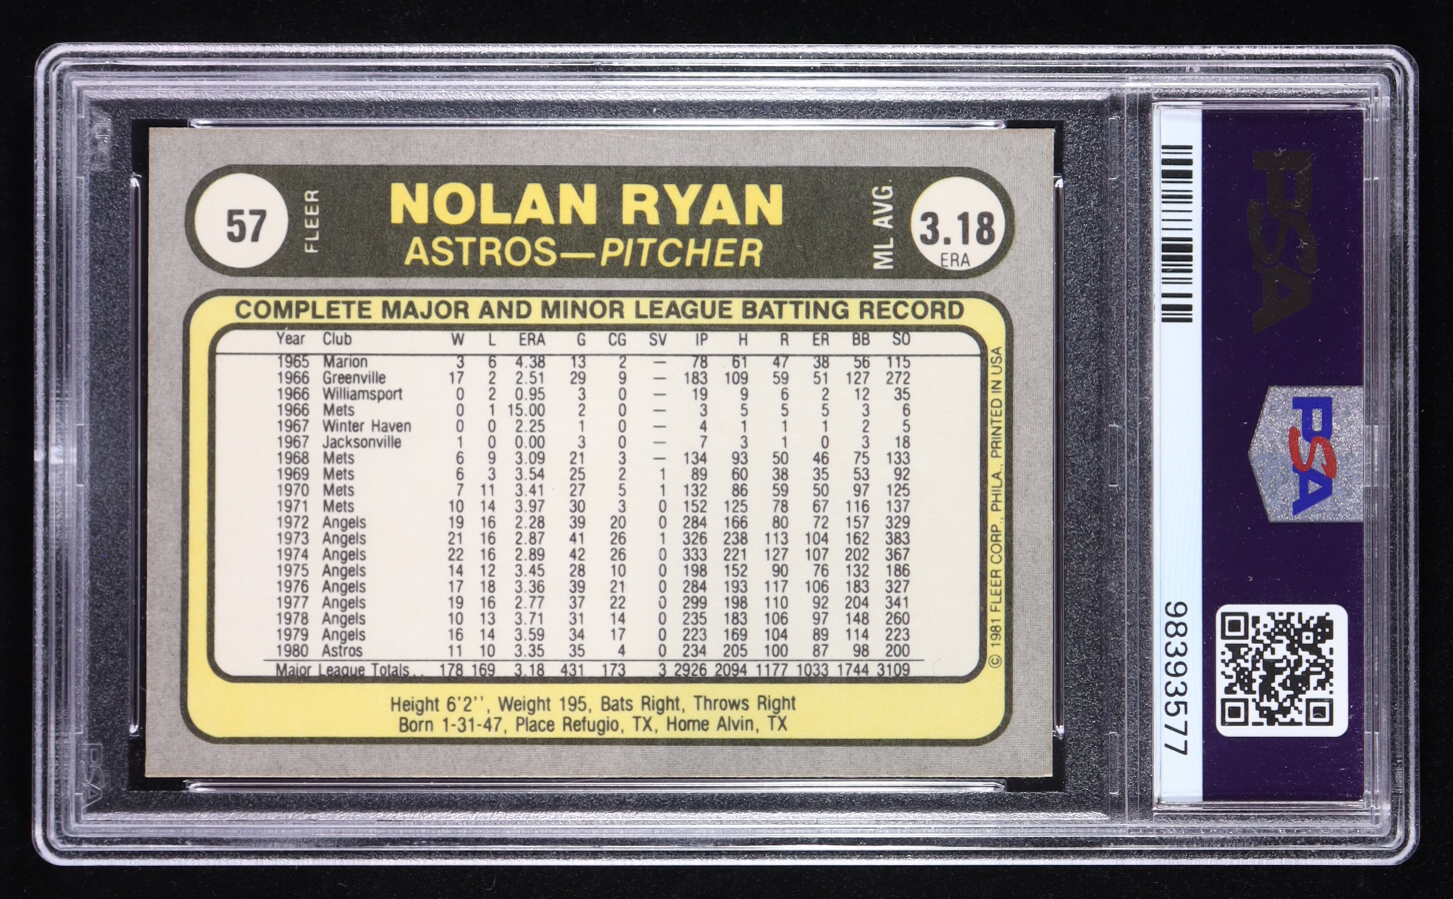 57
FLEER
NOLAN RYAN
ASTROS—PITCHER
ML AVG.
3.18
ERA
COMPLETE MAJOR AND MINOR LEAGUE BATTING RECORD
Year Club W L ERA G CG SV IP H R ER BB SO
1965 Marion 3 6 4.38 13 2 — 78 61 47 38 56 115
1966 Greenville 17 2 2.51 29 9 — 183 109 59 51 127 272
1966 Williamsport 0 2 0.95 3 0 — 19 9 6 2 12 35
1966 Mets 0 1 15.00 2 0 — 3 5 5 5 3 6
1967 Winter Haven 0 0 2.25 1 0 — 4 1 1 1 2 5
1967 Jacksonville 1 0 0.00 3 0 — 7 3 1 0 3 18
1968 Mets 6 9 3.09 21 3 — 134 93 50 46 75 133
1969 Mets 6 3 3.54 25 2 1 89 60 38 35 53 92
1970 Mets 7 11 3.41 27 5 1 132 86 59 50 97 125
1971 Mets 10 14 3.97 30 3 0 152 125 78 67 116 137
1972 Angels 19 16 2.28 39 20 0 284 166 80 72 157 329
1973 Angels 21 16 2.87 41 26 1 326 238 113 104 162 383
1974 Angels 22 16 2.89 42 26 0 333 221 127 107 202 367
1975 Angels 14 12 3.45 28 10 0 198 152 90 76 132 186
1976 Angels 17 18 3.36 39 21 0 284 193 117 106 183 327
1977 Angels 19 16 2.77 37 22 0 299 198 110 92 204 341
1978 Angels 10 13 3.71 31 14 0 235 183 106 97 148 260
1979 Angels 16 14 3.59 34 17 0 223 169 104 89 114 223
1980 Astros 11 10 3.35 35 4 0 234 205 100 87 98 200
Major League Totals.. 178 169 3.18 431 173 3 2926 2094 1177 1033 1744 3109
Height 6'2'', Weight 195, Bats Right, Throws Right
Born 1-31-47, Place Refugio, TX, Home Alvin, TX
© 1981 FLEER CORP., PHILA., PRINTED IN USA
PSA
PSA
98393577
PSA